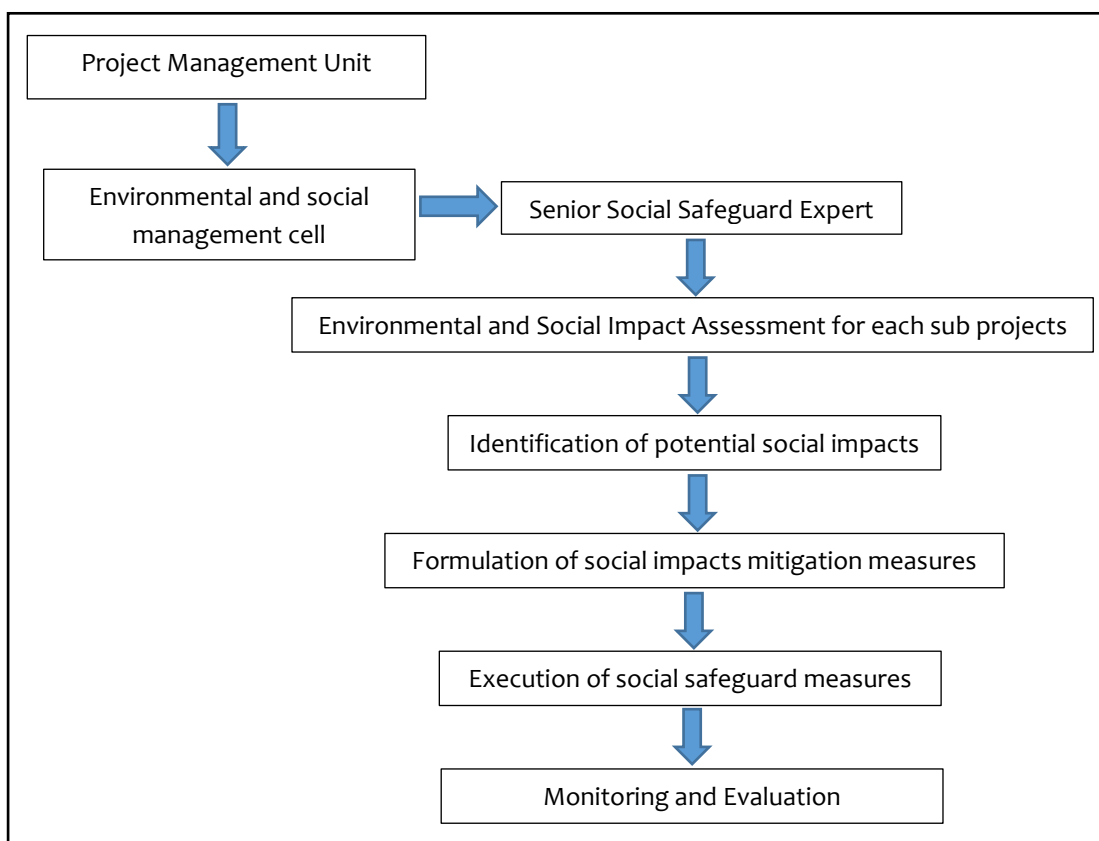 Project Management Unit
Environmental and social
management cell
Senior Social Safeguard Expert
Environmental and Social Impact Assessment for each sub projects
Identification of potential social impacts
Formulation of social impacts mitigation measures
Execution of social safeguard measures
Monitoring and Evaluation